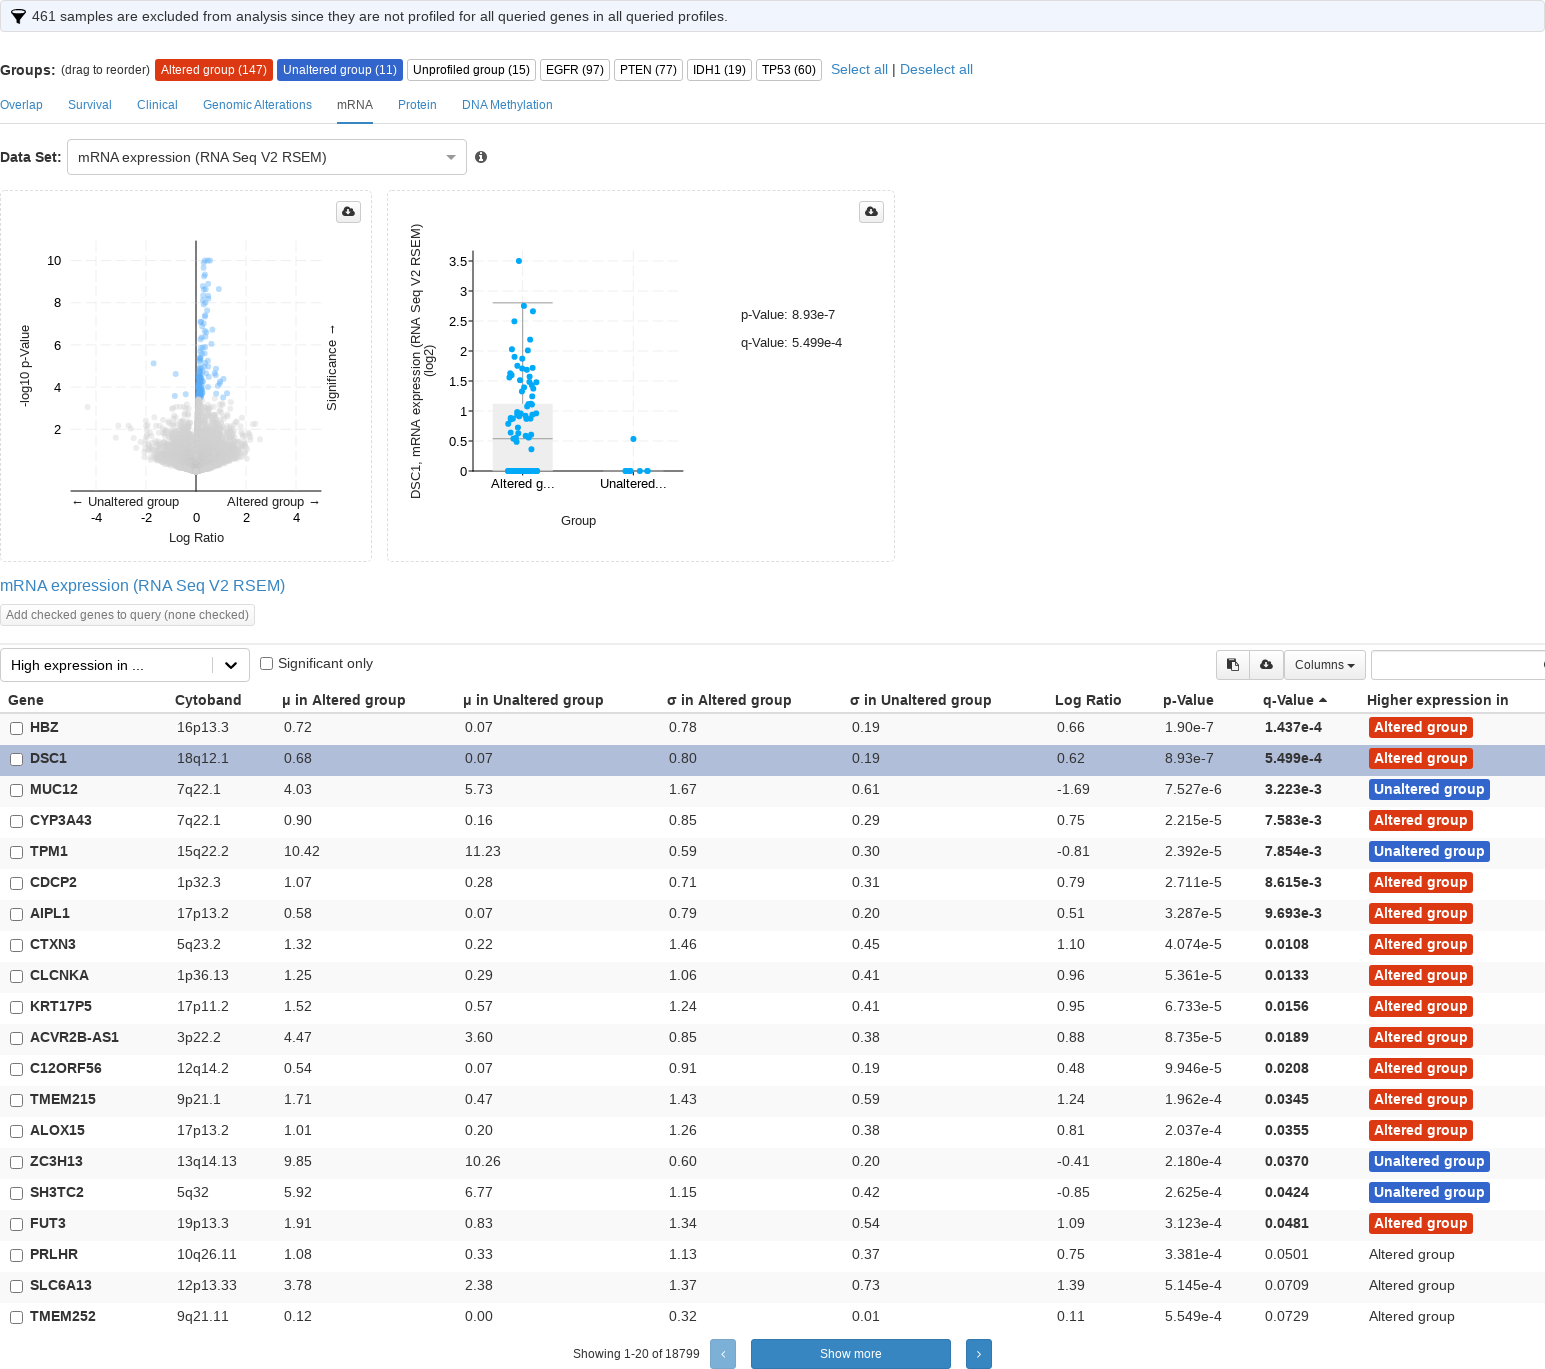 461 samples are excluded from analysis since they are not profiled for all queried genes in all queried profiles.
Groups: (drag to reorder) Altered group (147) Unaltered group (11) Unprofiled group (15) EGFR (97) PTEN (77) IDH1 (19) TP53 (60) Select all | Deselect all
Overlap Survival Clinical Genomic Alterations mRNA Protein DNA Methylation
Data Set: mRNA expression (RNA Seq V2 RSEM)
10
8
6
4
2
-log10 p-Value
Significance →
← Unaltered group Altered group →
-4 -2 0 2 4
Log Ratio
DSC1, mRNA expression (RNA Seq V2 RSEM)
(log2)
3.5
3
2.5
2
1.5
1
0.5
0
Altered g... Unaltered...
Group
p-Value: 8.93e-7
q-Value: 5.499e-4
mRNA expression (RNA Seq V2 RSEM)
Add checked genes to query (none checked)
High expression in ... Significant only Columns
Gene Cytoband μ in Altered group μ in Unaltered group σ in Altered group σ in Unaltered group Log Ratio p-Value q-Value Higher expression in
HBZ 16p13.3 0.72 0.07 0.78 0.19 0.66 1.90e-7 1.437e-4 Altered group
DSC1 18q12.1 0.68 0.07 0.80 0.19 0.62 8.93e-7 5.499e-4 Altered group
MUC12 7q22.1 4.03 5.73 1.67 0.61 -1.69 7.527e-6 3.223e-3 Unaltered group
CYP3A43 7q22.1 0.90 0.16 0.85 0.29 0.75 2.215e-5 7.583e-3 Altered group
TPM1 15q22.2 10.42 11.23 0.59 0.30 -0.81 2.392e-5 7.854e-3 Unaltered group
CDCP2 1p32.3 1.07 0.28 0.71 0.31 0.79 2.711e-5 8.615e-3 Altered group
AIPL1 17p13.2 0.58 0.07 0.79 0.20 0.51 3.287e-5 9.693e-3 Altered group
CTXN3 5q23.2 1.32 0.22 1.46 0.45 1.10 4.074e-5 0.0108 Altered group
CLCNKA 1p36.13 1.25 0.29 1.06 0.41 0.96 5.361e-5 0.0133 Altered group
KRT17P5 17p11.2 1.52 0.57 1.24 0.41 0.95 6.733e-5 0.0156 Altered group
ACVR2B-AS1 3p22.2 4.47 3.60 0.85 0.38 0.88 8.735e-5 0.0189 Altered group
C12ORF56 12q14.2 0.54 0.07 0.91 0.19 0.48 9.946e-5 0.0208 Altered group
TMEM215 9p21.1 1.71 0.47 1.43 0.59 1.24 1.962e-4 0.0345 Altered group
ALOX15 17p13.2 1.01 0.20 1.26 0.38 0.81 2.037e-4 0.0355 Altered group
ZC3H13 13q14.13 9.85 10.26 0.60 0.20 -0.41 2.180e-4 0.0370 Unaltered group
SH3TC2 5q32 5.92 6.77 1.15 0.42 -0.85 2.625e-4 0.0424 Unaltered group
FUT3 19p13.3 1.91 0.83 1.34 0.54 1.09 3.123e-4 0.0481 Altered group
PRLHR 10q26.11 1.08 0.33 1.13 0.37 0.75 3.381e-4 0.0501 Altered group
SLC6A13 12p13.33 3.78 2.38 1.37 0.73 1.39 5.145e-4 0.0709 Altered group
TMEM252 9q21.11 0.12 0.00 0.32 0.01 0.11 5.549e-4 0.0729 Altered group
Showing 1-20 of 18799 Show more